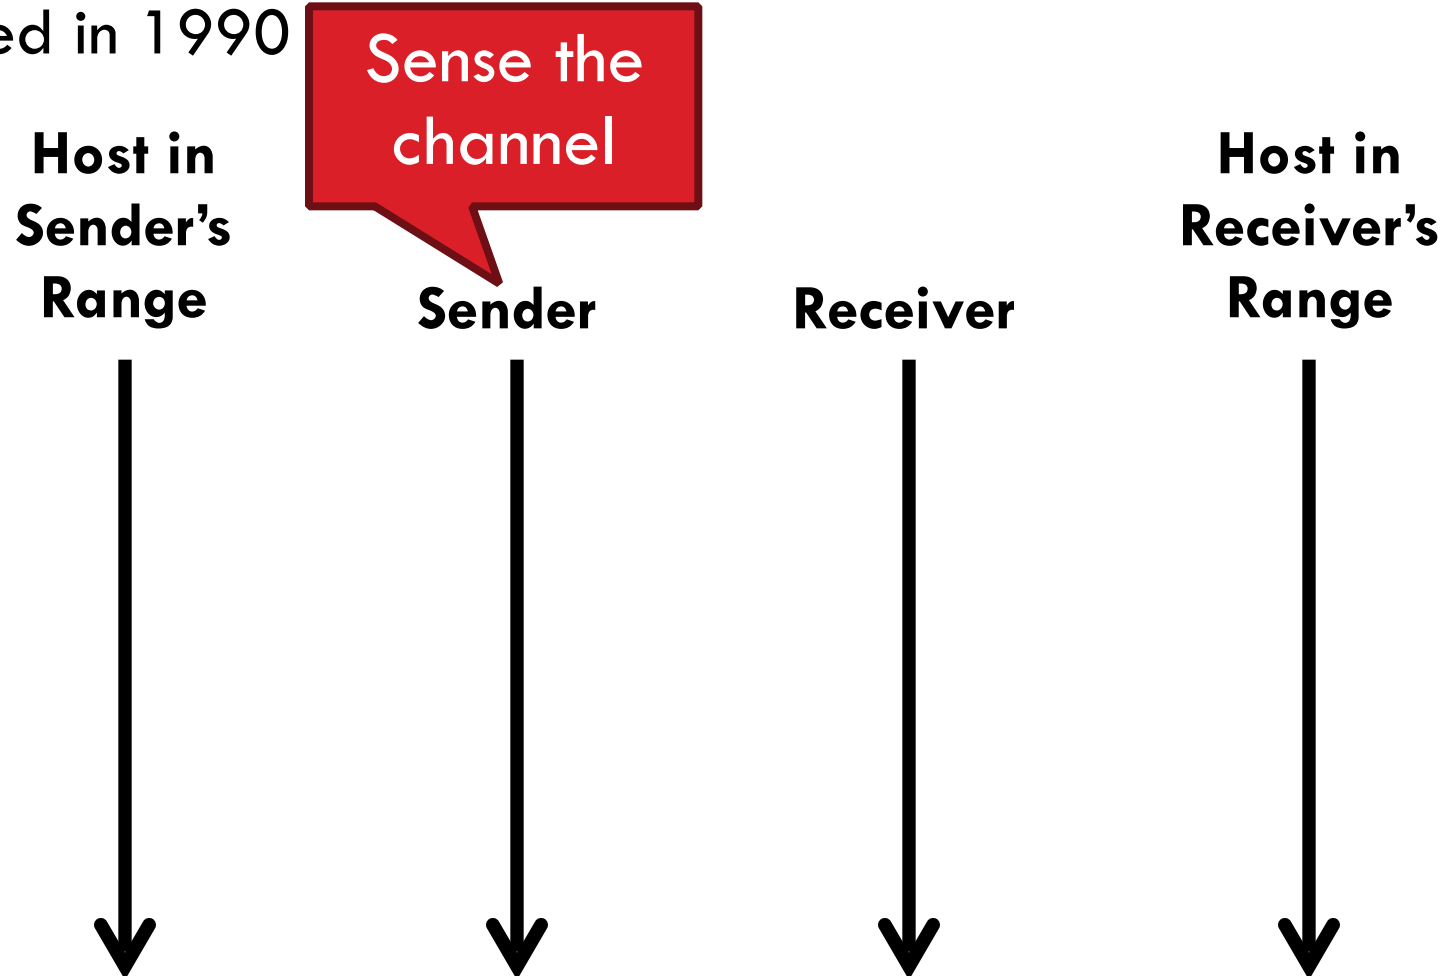 ed in 1990
Sense the
channel
Host in
Sender's
Range
Sender
Receiver
Host in
Receiver's
Range